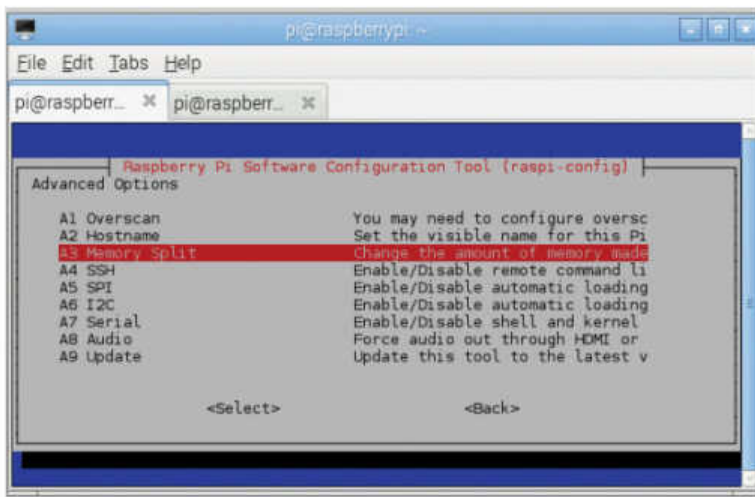 pi@raspberrypi: ~
File Edit Tabs Help
pi@raspberr... pi@raspberr...
Raspberry Pi Software Configuration Tool (raspi-config)
Advanced Options
A1 Overscan You may need to configure oversc
A2 Hostname Set the visible name for this Pi
A3 Memory Split Change the amount of memory made
A4 SSH Enable/Disable remote command li
A5 SPI Enable/Disable automatic loading
A6 I2C Enable/Disable automatic loading
A7 Serial Enable/Disable shell and kernel
A8 Audio Force audio out through HDMI or
A9 Update Update this tool to the latest v
<Select> <Back>